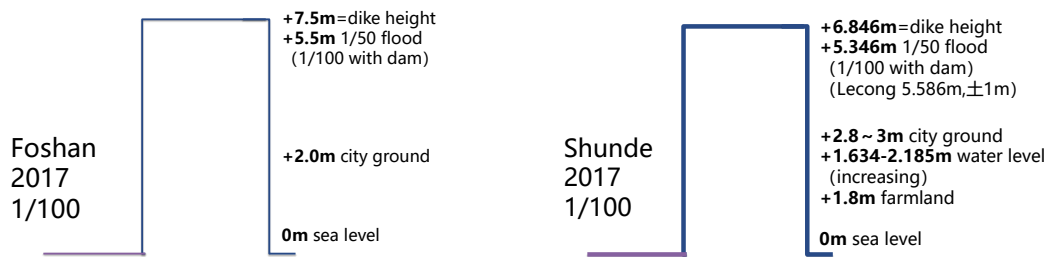 Foshan
2017
1/100
+7.5m=dike height
+5.5m 1/50 flood
(1/100 with dam)
+2.0m city ground
0m sea level
Shunde
2017
1/100
+6.846m=dike height
+5.346m 1/50 flood
(1/100 with dam)
(Lecong 5.586m,土1m)
+2.8~3m city ground
+1.634-2.185m water level
(increasing)
+1.8m farmland
0m sea level